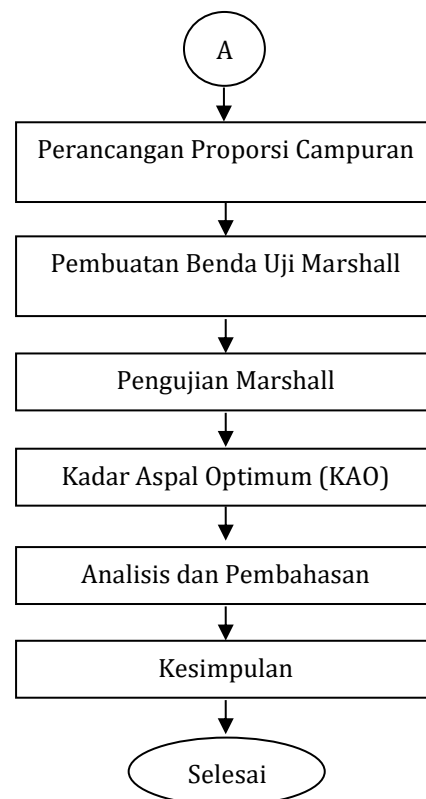 A
Perancangan Proporsi Campuran
Pembuatan Benda Uji Marshall
Pengujian Marshall
Kadar Aspal Optimum (KAO)
Analisis dan Pembahasan
Kesimpulan
Selesai